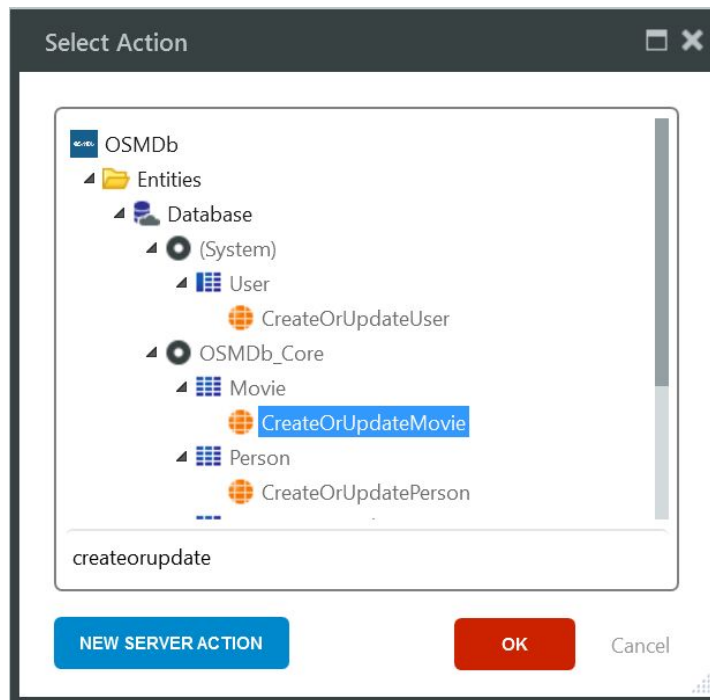 Select Action
OSMDb
Entities
Database
(System)
User
CreateOrUpdateUser
OSMDb_Core
Movie
CreateOrUpdateMovie
Person
CreateOrUpdatePerson
createorupdate
NEW SERVER ACTION
OK
Cancel